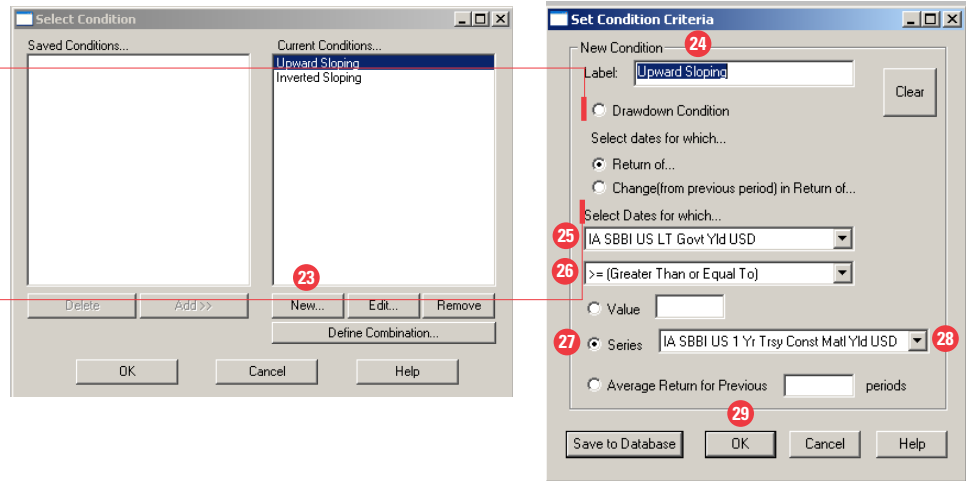 Select Condition
Saved Conditions...
Current Conditions...
Upward Sloping
Inverted Sloping
23
Delete
Add >>
New...
Edit...
Remove
Define Combination...
OK
Cancel
Help
Set Condition Criteria
New Condition
24
Label:
Upward Sloping
Clear
Drawdown Condition
Select dates for which...
Return of...
Change(from previous period) in Return of...
Select Dates for which...
25
IA SBBI US LT Govt Yld USD
26
>= (Greater Than or Equal To)
Value
27
Series
IA SBBI US 1 Yr Trsy Const Matl Yld USD
28
Average Return for Previous
periods
29
Save to Database
OK
Cancel
Help